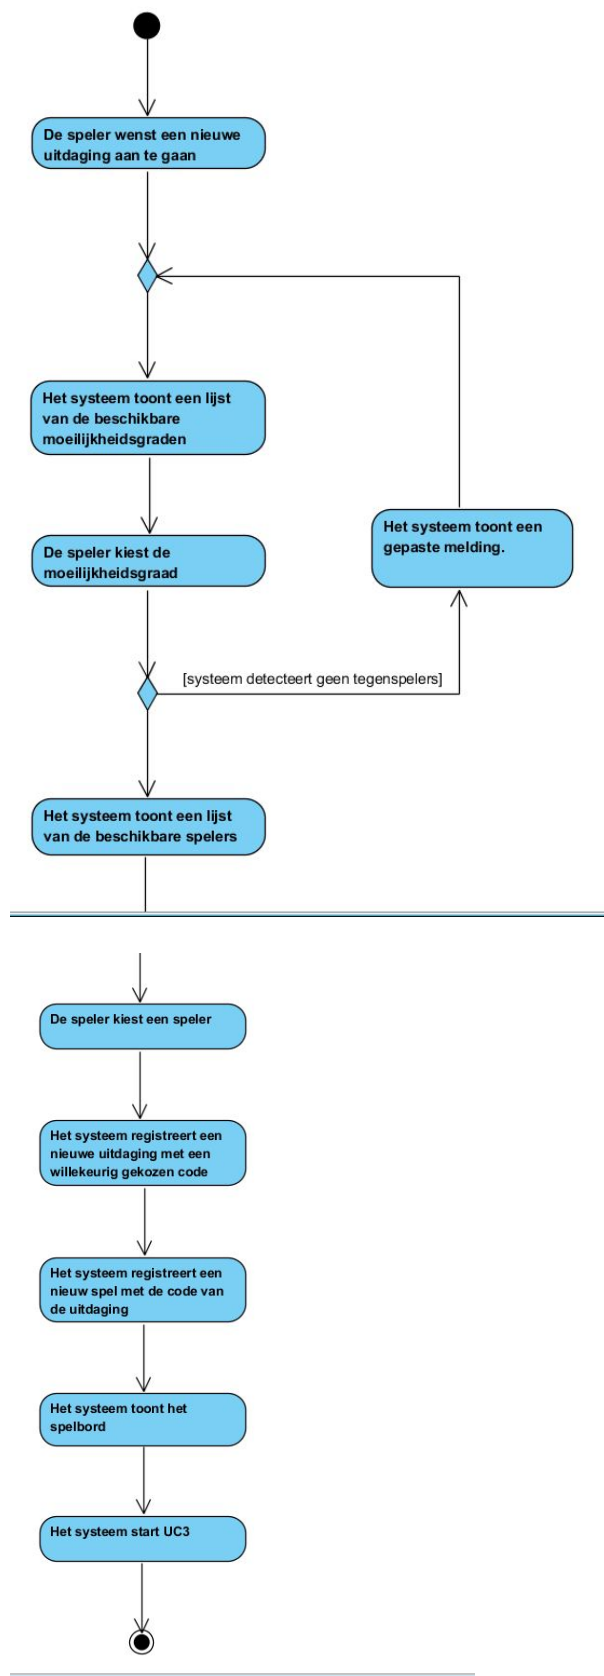 De speler wenst een nieuwe
uitdaging aan te gaan
Het systeem toont een lijst
van de beschikbare
moeilijkheidsgraden
De speler kiest de
moeilijkheidsgraad
Het systeem toont een
gepaste melding.
[systeem detecteert geen tegenspelers]
Het systeem toont een lijst
van de beschikbare spelers
De speler kiest een speler
Het systeem registreert een
nieuwe uitdaging met een
willekeurig gekozen code
Het systeem registreert een
nieuw spel met de code van
de uitdaging
Het systeem toont het
spelbord
Het systeem start UC3